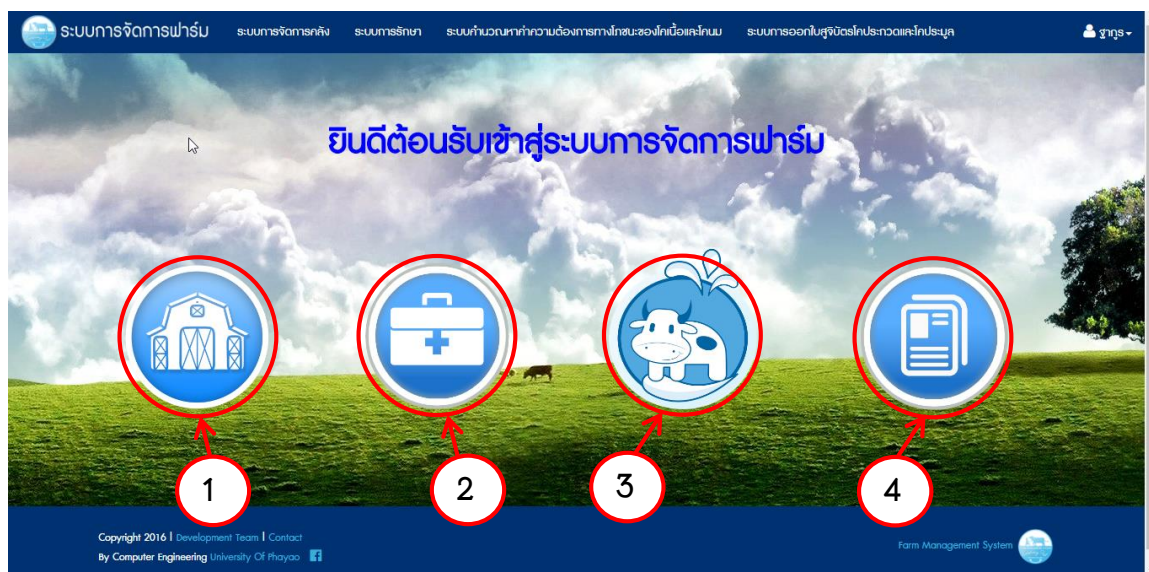 ระบบการจัดการฟาร์ม ระบบการจัดการคลัง ระบบการรักษา ระบบคำนวณหาค่าความต้องการทางโภชนะของโคเนื้อและโคนม ระบบการออกใบสูจิบัตรโคประกวดและโคประมูล ฐากูร
ยินดีต้อนรับเข้าสู่ระบบการจัดการฟาร์ม
1 2 3 4
Copyright 2016 | Development Team | Contact
By Computer Engineering University Of Phayao
Farm Management System